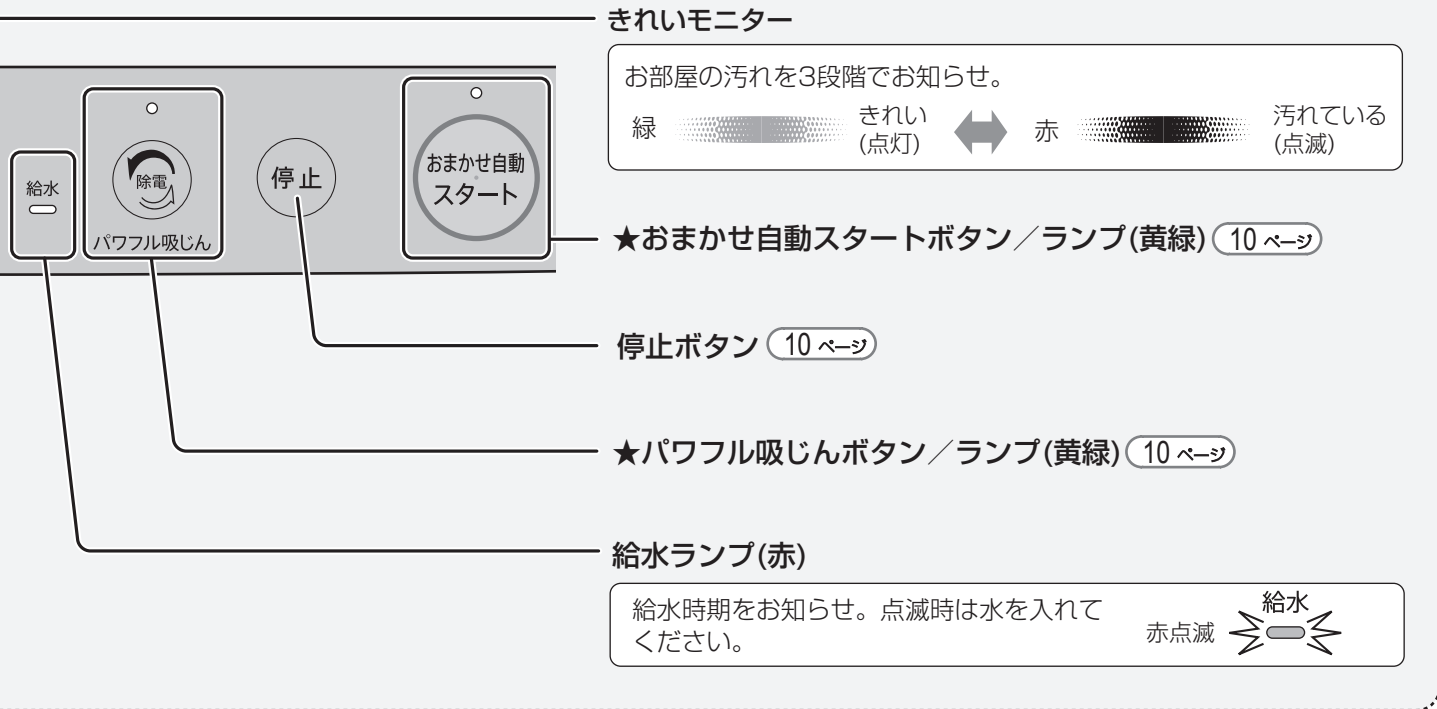 きれいモニター
お部屋の汚れを3段階でお知らせ。
緑 きれい (点灯) 赤 汚れている (点滅)
給水
除電
パワフル吸じん
停止
おまかせ自動
スタート
★おまかせ自動スタートボタン／ランプ(黄緑) 10 ページ
停止ボタン 10 ページ
★パワフル吸じんボタン／ランプ(黄緑) 10 ページ
給水ランプ(赤)
給水時期をお知らせ。点滅時は水を入れて
ください。
赤点滅 給水